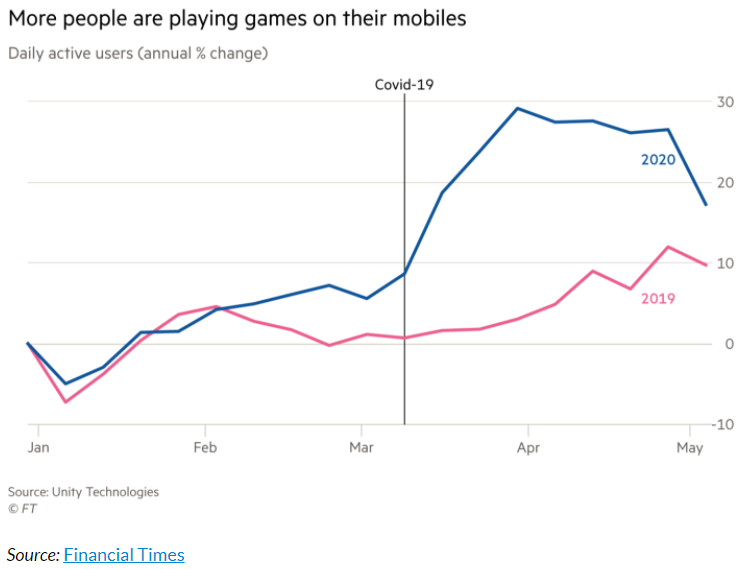 More people are playing games on their mobiles
Daily active users (annual % change)
Covid-19
30
2020
20
10
2019
0
-10
Jan Feb Mar Apr May
Source: Unity Technologies
© FT
Source: Financial Times